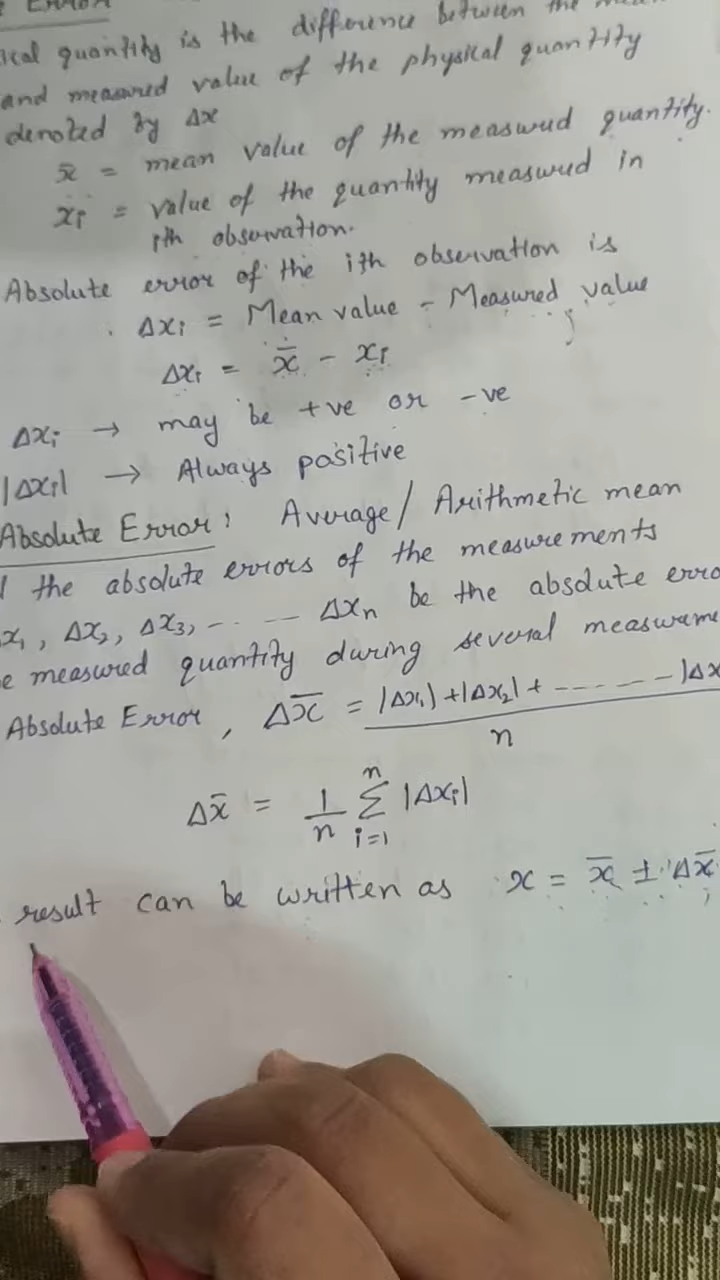 Error
ical quantity is the difference between the mean
and measured value of the physical quantity
denoted by Δx
x̄ = mean value of the measured quantity.
xi = value of the quantity measured in
ith observation.
Absolute error of the ith observation is
Δxi = Mean value - Measured value
Δxi = x̄ - xi
Δxi → may be +ve or -ve
|Δxi| → Always positive
Absolute Error: Average/ Arithmetic mean
the absolute errors of the measurements
x1, Δx2, Δx3, ------ Δxn be the absolute erro
e measured quantity during several measureme
Absolute Error, Δx̄ = |Δx1|+|Δx2|+ ------ |Δx
n
Δx̄ = 1/n Σ i=1 n |Δxi|
result can be written as x = x̄ ± Δx̄